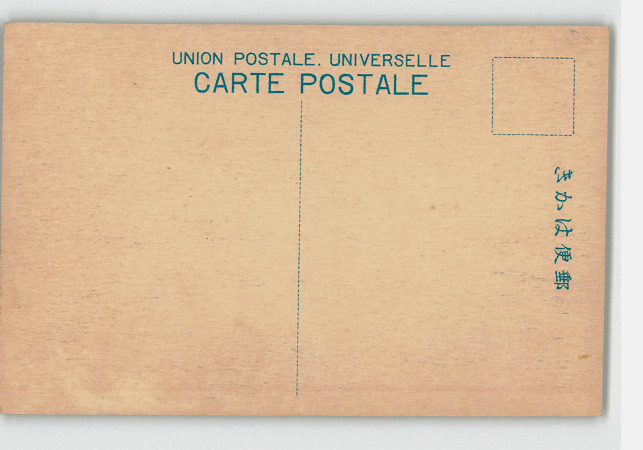 UNION POSTALE. UNIVERSELLE
CARTE POSTALE
きかは便郵